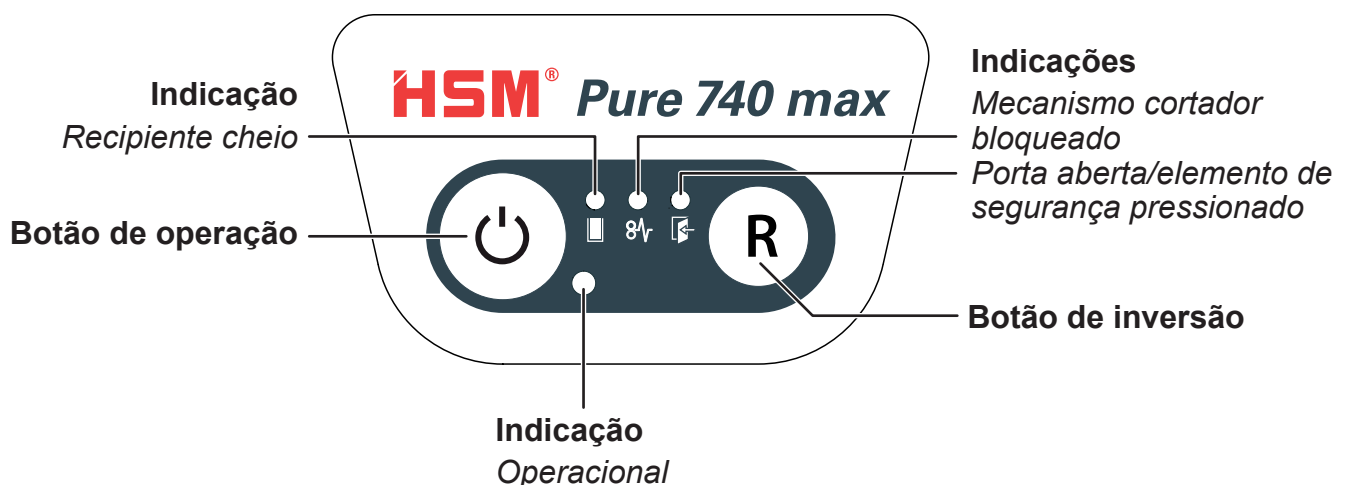 HSM® Pure 740 max
Indicação
Recipiente cheio
Botão de operação
Indicações
Mecanismo cortador
bloqueado
Porta aberta/elemento de
segurança pressionado
R
Botão de inversão
Indicação
Operacional